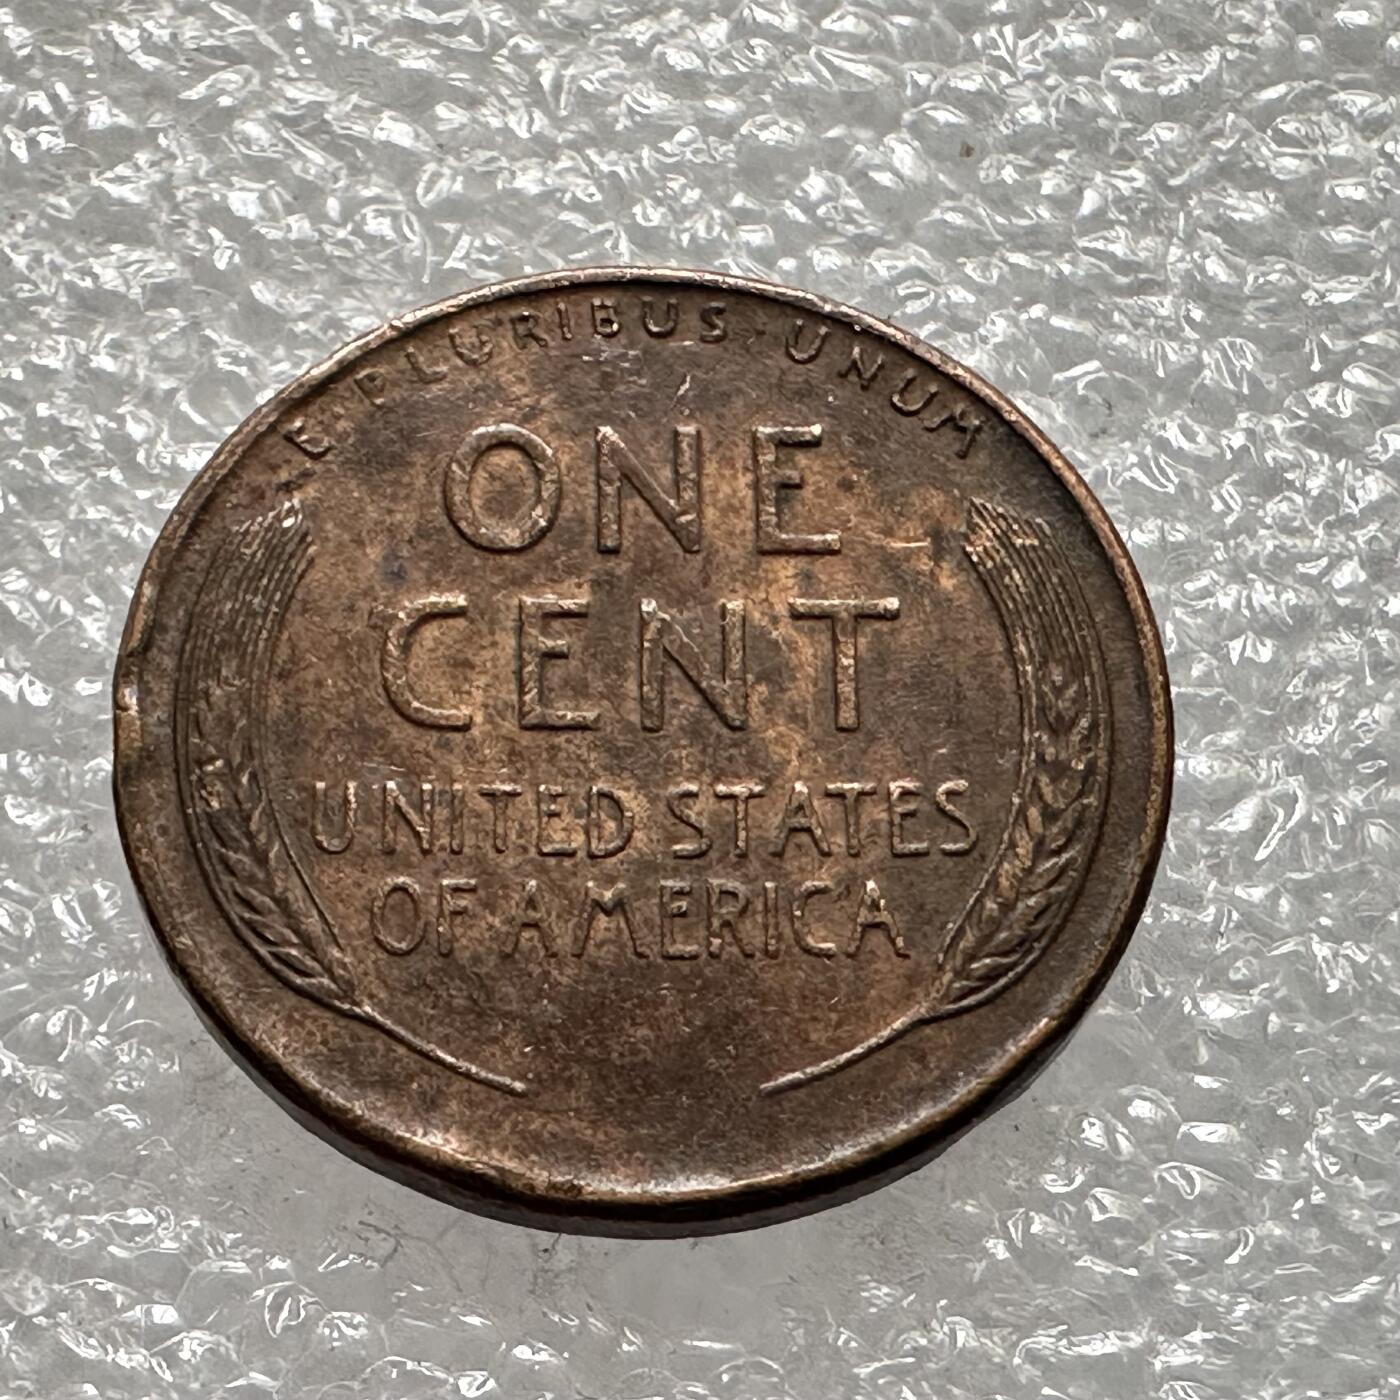 E·PLURIBUS·UNUM
ONE
CENT
UNITED STATES
OF AMERICA